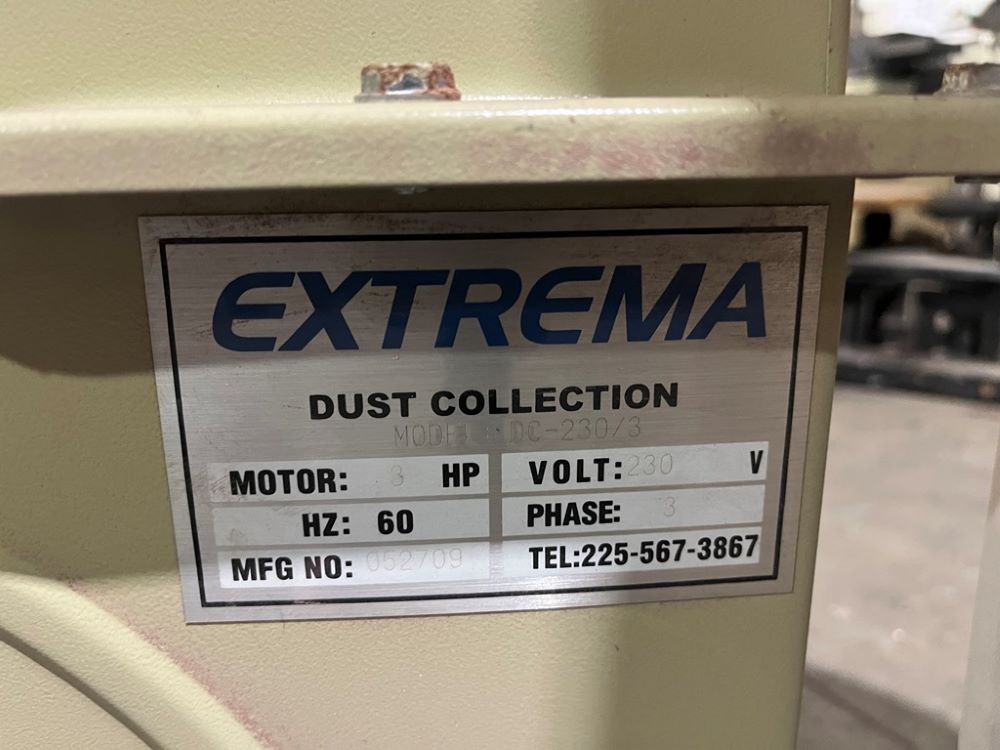 EXTREMA
DUST COLLECTION
MODEL: DC-230/3
MOTOR: 3 HP
VOLT: 230 V
HZ: 60
PHASE: 3
MFG NO: 052709
TEL:225-567-3867